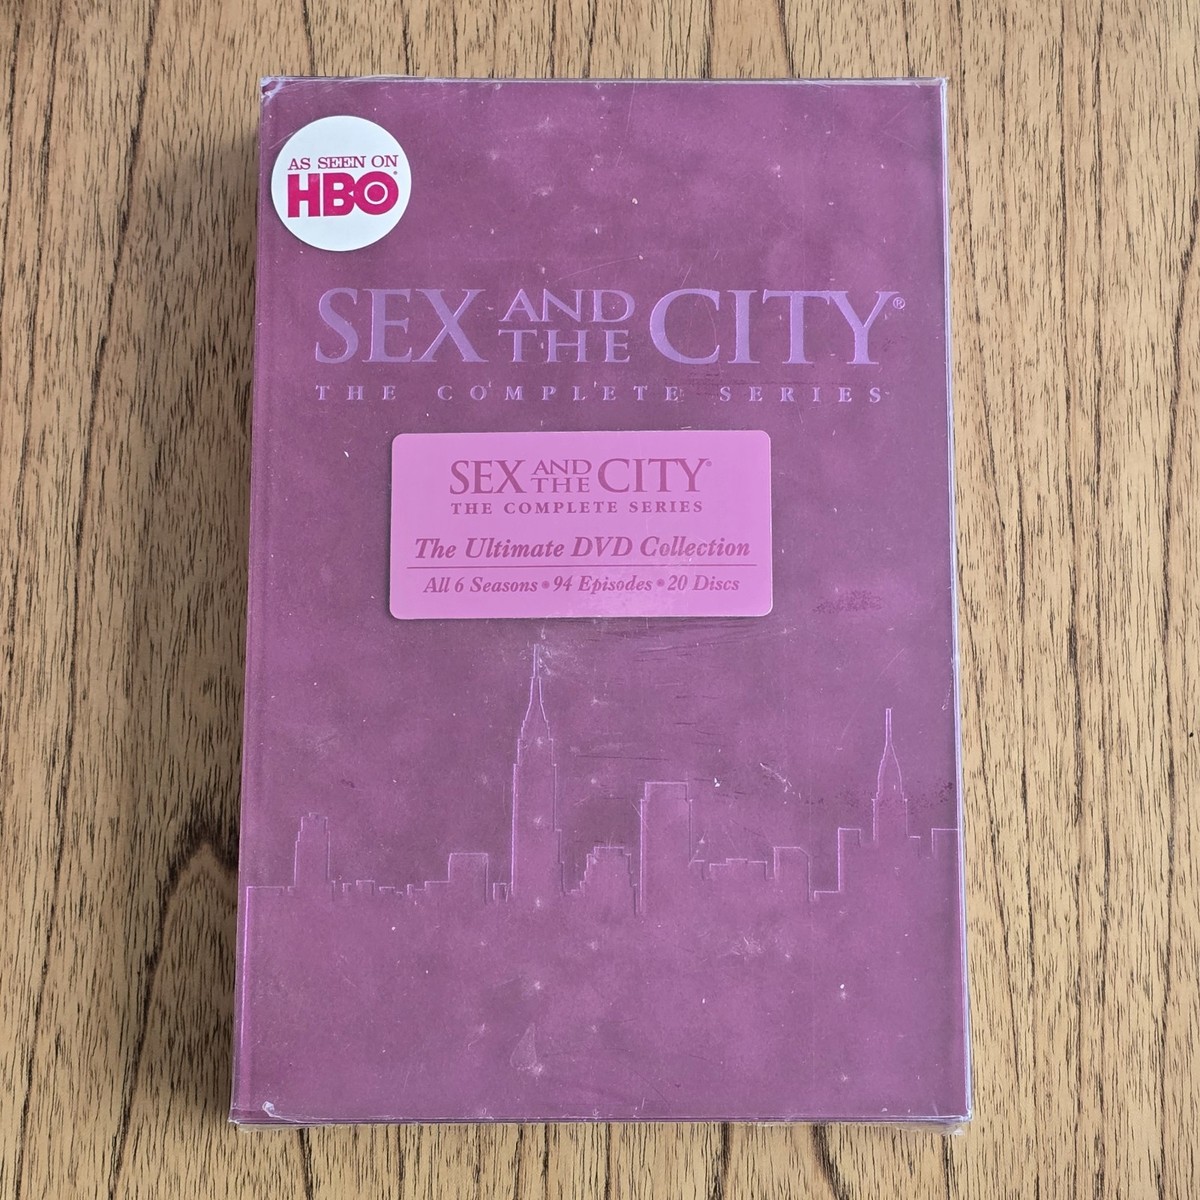 AS SEEN ON
HBO®
SEX AND THE CITY®
THE COMPLETE SERIES
SEX AND THE CITY®
THE COMPLETE SERIES
The Ultimate DVD Collection
All 6 Seasons • 94 Episodes • 20 Discs